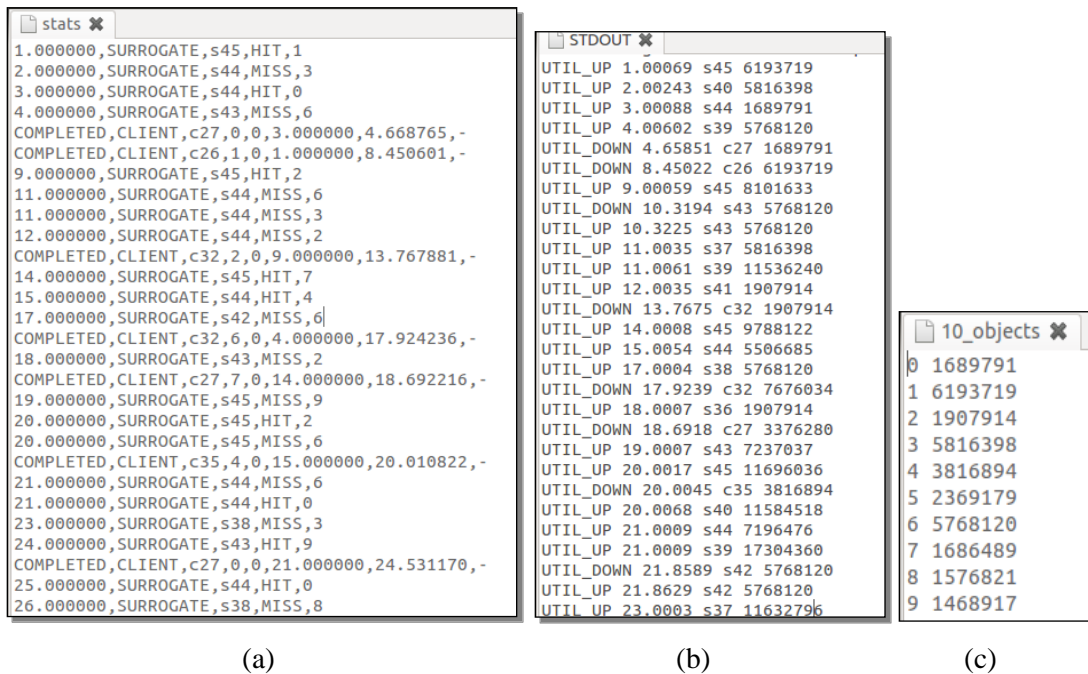 stats ✖
1.000000,SURROGATE,s45,HIT,1
2.000000,SURROGATE,s44,MISS,3
3.000000,SURROGATE,s44,HIT,0
4.000000,SURROGATE,s43,MISS,6
COMPLETED,CLIENT,c27,0,0,3.000000,4.668765,-
COMPLETED,CLIENT,c26,1,0,1.000000,8.450601,-
9.000000,SURROGATE,s45,HIT,2
11.000000,SURROGATE,s44,MISS,6
11.000000,SURROGATE,s44,MISS,3
12.000000,SURROGATE,s44,MISS,2
COMPLETED,CLIENT,c32,2,0,9.000000,13.767881,-
14.000000,SURROGATE,s45,HIT,7
15.000000,SURROGATE,s44,HIT,4
17.000000,SURROGATE,s42,MISS,6
COMPLETED,CLIENT,c32,6,0,4.000000,17.924236,-
18.000000,SURROGATE,s43,MISS,2
COMPLETED,CLIENT,c27,7,0,14.000000,18.692216,-
19.000000,SURROGATE,s45,MISS,9
20.000000,SURROGATE,s45,HIT,2
20.000000,SURROGATE,s45,MISS,6
COMPLETED,CLIENT,c35,4,0,15.000000,20.010822,-
21.000000,SURROGATE,s44,MISS,6
21.000000,SURROGATE,s44,HIT,0
23.000000,SURROGATE,s38,MISS,3
24.000000,SURROGATE,s43,HIT,9
COMPLETED,CLIENT,c27,0,0,21.000000,24.531170,-
25.000000,SURROGATE,s44,HIT,0
26.000000,SURROGATE,s38,MISS,8
(a)
STDOUT ✖
UTIL_UP 1.00069 s45 6193719
UTIL_UP 2.00243 s40 5816398
UTIL_UP 3.00088 s44 1689791
UTIL_UP 4.00602 s39 5768120
UTIL_DOWN 4.65851 c27 1689791
UTIL_DOWN 8.45022 c26 6193719
UTIL_UP 9.00059 s45 8101633
UTIL_DOWN 10.3194 s43 5768120
UTIL_UP 10.3225 s43 5768120
UTIL_UP 11.0035 s37 5816398
UTIL_UP 11.0061 s39 11536240
UTIL_UP 12.0035 s41 1907914
UTIL_DOWN 13.7675 c32 1907914
UTIL_UP 14.0008 s45 9788122
UTIL_UP 15.0054 s44 5506685
UTIL_UP 17.0004 s38 5768120
UTIL_DOWN 17.9239 c32 7676034
UTIL_UP 18.0007 s36 1907914
UTIL_DOWN 18.6918 c27 3376280
UTIL_UP 19.0007 s43 7237037
UTIL_UP 20.0017 s45 11696036
UTIL_DOWN 20.0045 c35 3816894
UTIL_UP 20.0068 s40 11584518
UTIL_UP 21.0009 s44 7196476
UTIL_UP 21.0009 s39 17304360
UTIL_DOWN 21.8589 s42 5768120
UTIL_UP 21.8629 s42 5768120
UTIL_UP 23.0003 s37 11632796
(b)
10_objects ✖
0 1689791
1 6193719
2 1907914
3 5816398
4 3816894
5 2369179
6 5768120
7 1686489
8 1576821
9 1468917
(c)